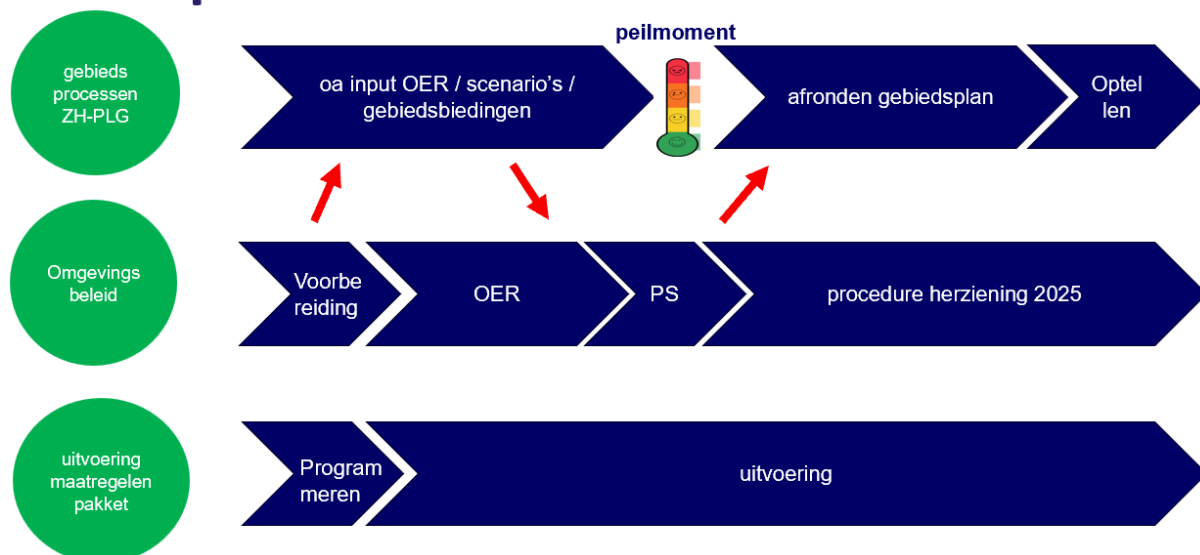 peilmoment
gebieds
processen
ZH-PLG
oa input OER / scenario's /
gebiedsbiedingen
afronden gebiedsplan
Optel
len
Omgevings
beleid
Voorbe
reiding
OER
PS
procedure herziening 2025
uitvoering
maatregelen
pakket
Program
meren
uitvoering